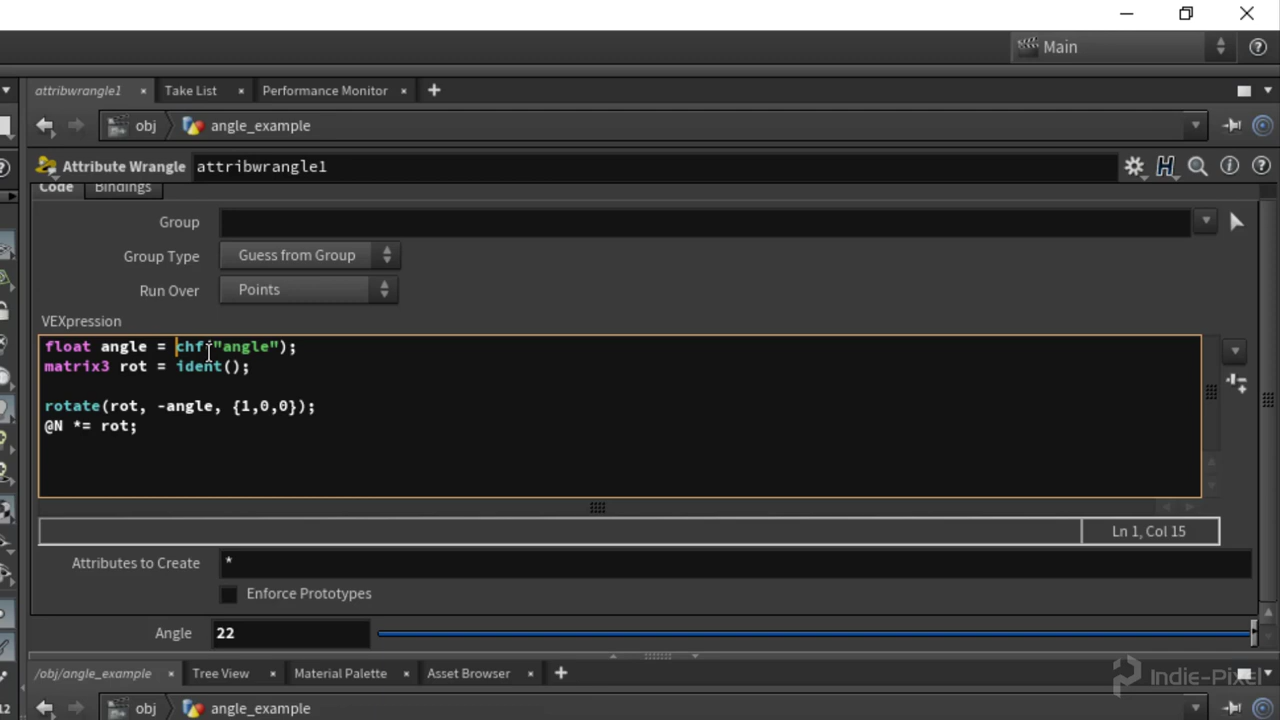 Main
attribwrangle1 × Take List × Performance Monitor × +
obj angle_example
Attribute Wrangle attribwrangle1
Code Bindings
Group
Group Type Guess from Group
Run Over Points
VEXpression
float angle = chf("angle");
matrix3 rot = ident();
rotate(rot, -angle, {1,0,0});
@N *= rot;
Ln 1, Col 15
Attributes to Create *
Enforce Prototypes
Angle 22
/obj/angle_example × Tree View × Material Palette × Asset Browser × +
Indie-Pixel
12 obj angle_example